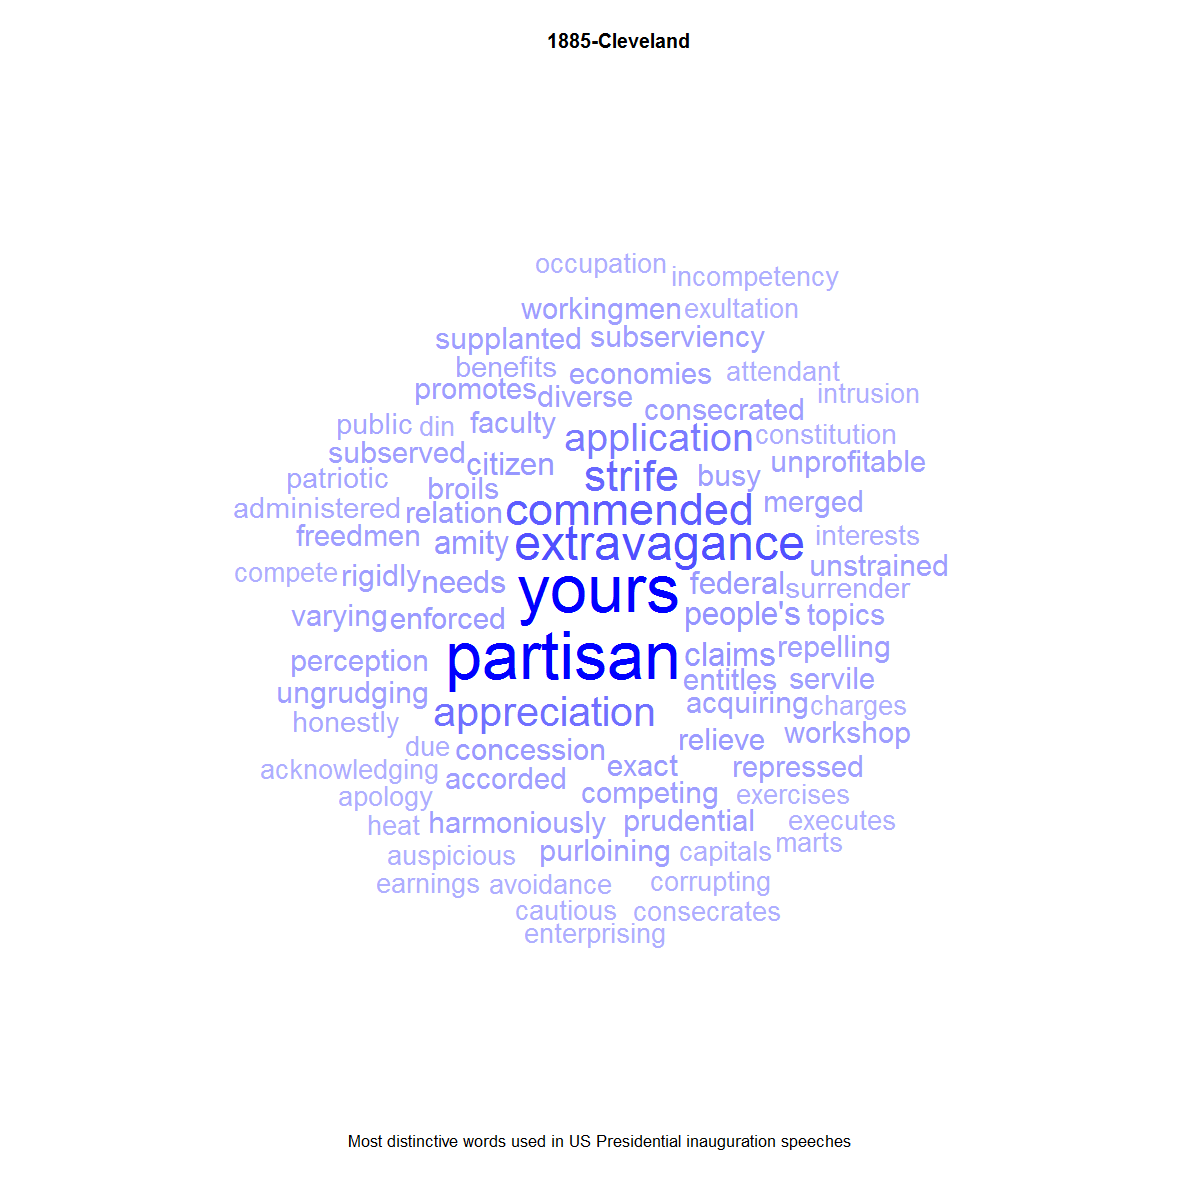 1885-Cleveland
occupation
incompetency
workingmen exultation
supplanted subserviency
benefits economies attendant
promotes diverse intrusion
consecrated
public din faculty application constitution
subserved citizen strife busy unprofitable
patriotic broils
administered relation commended merged
freedmen amity extravagance interests
compete rigidly needs yours federal unstrained
surrender
varying enforced people's topics
perception partisan claims repelling
ungrudging entitles servile
honestly appreciation acquiring charges
due concession relieve workshop
acknowledging accorded exact repressed
apology competing exercises
heat harmoniously prudential executes
auspicious purloining capitals marts
earnings avoidance corrupting
cautious consecrates
enterprising
Most distinctive words used in US Presidential inauguration speeches